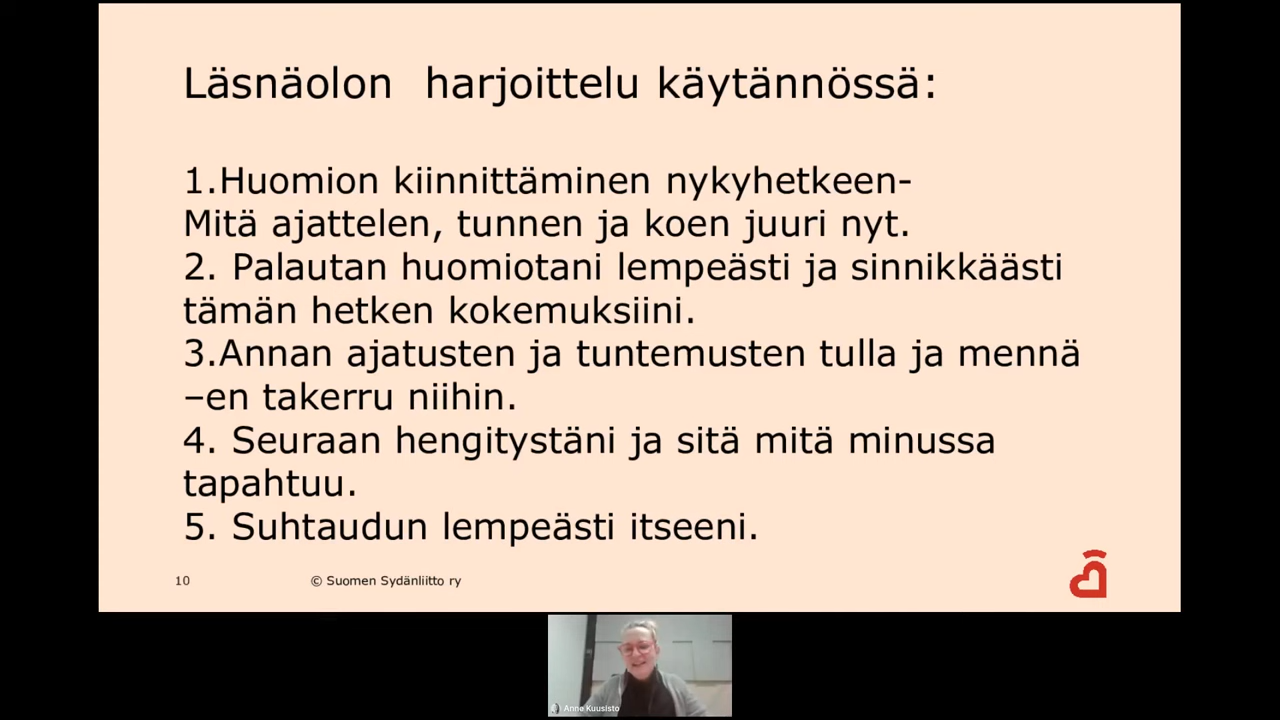 Läsnäolon  harjoittelu käytännössä:
1.Huomion kiinnittäminen nykyhetkeen-
Mitä ajattelen, tunnen ja koen juuri nyt.
2. Palautan huomiotani lempeästi ja sinnikkäästi
tämän hetken kokemuksiini.
3.Annan ajatusten ja tuntemusten tulla ja mennä
–en takerru niihin.
4. Seuraan hengitystäni ja sitä mitä minussa
tapahtuu.
5. Suhtaudun lempeästi itseeni.
10 © Suomen Sydänliitto ry
Anne Kuusisto